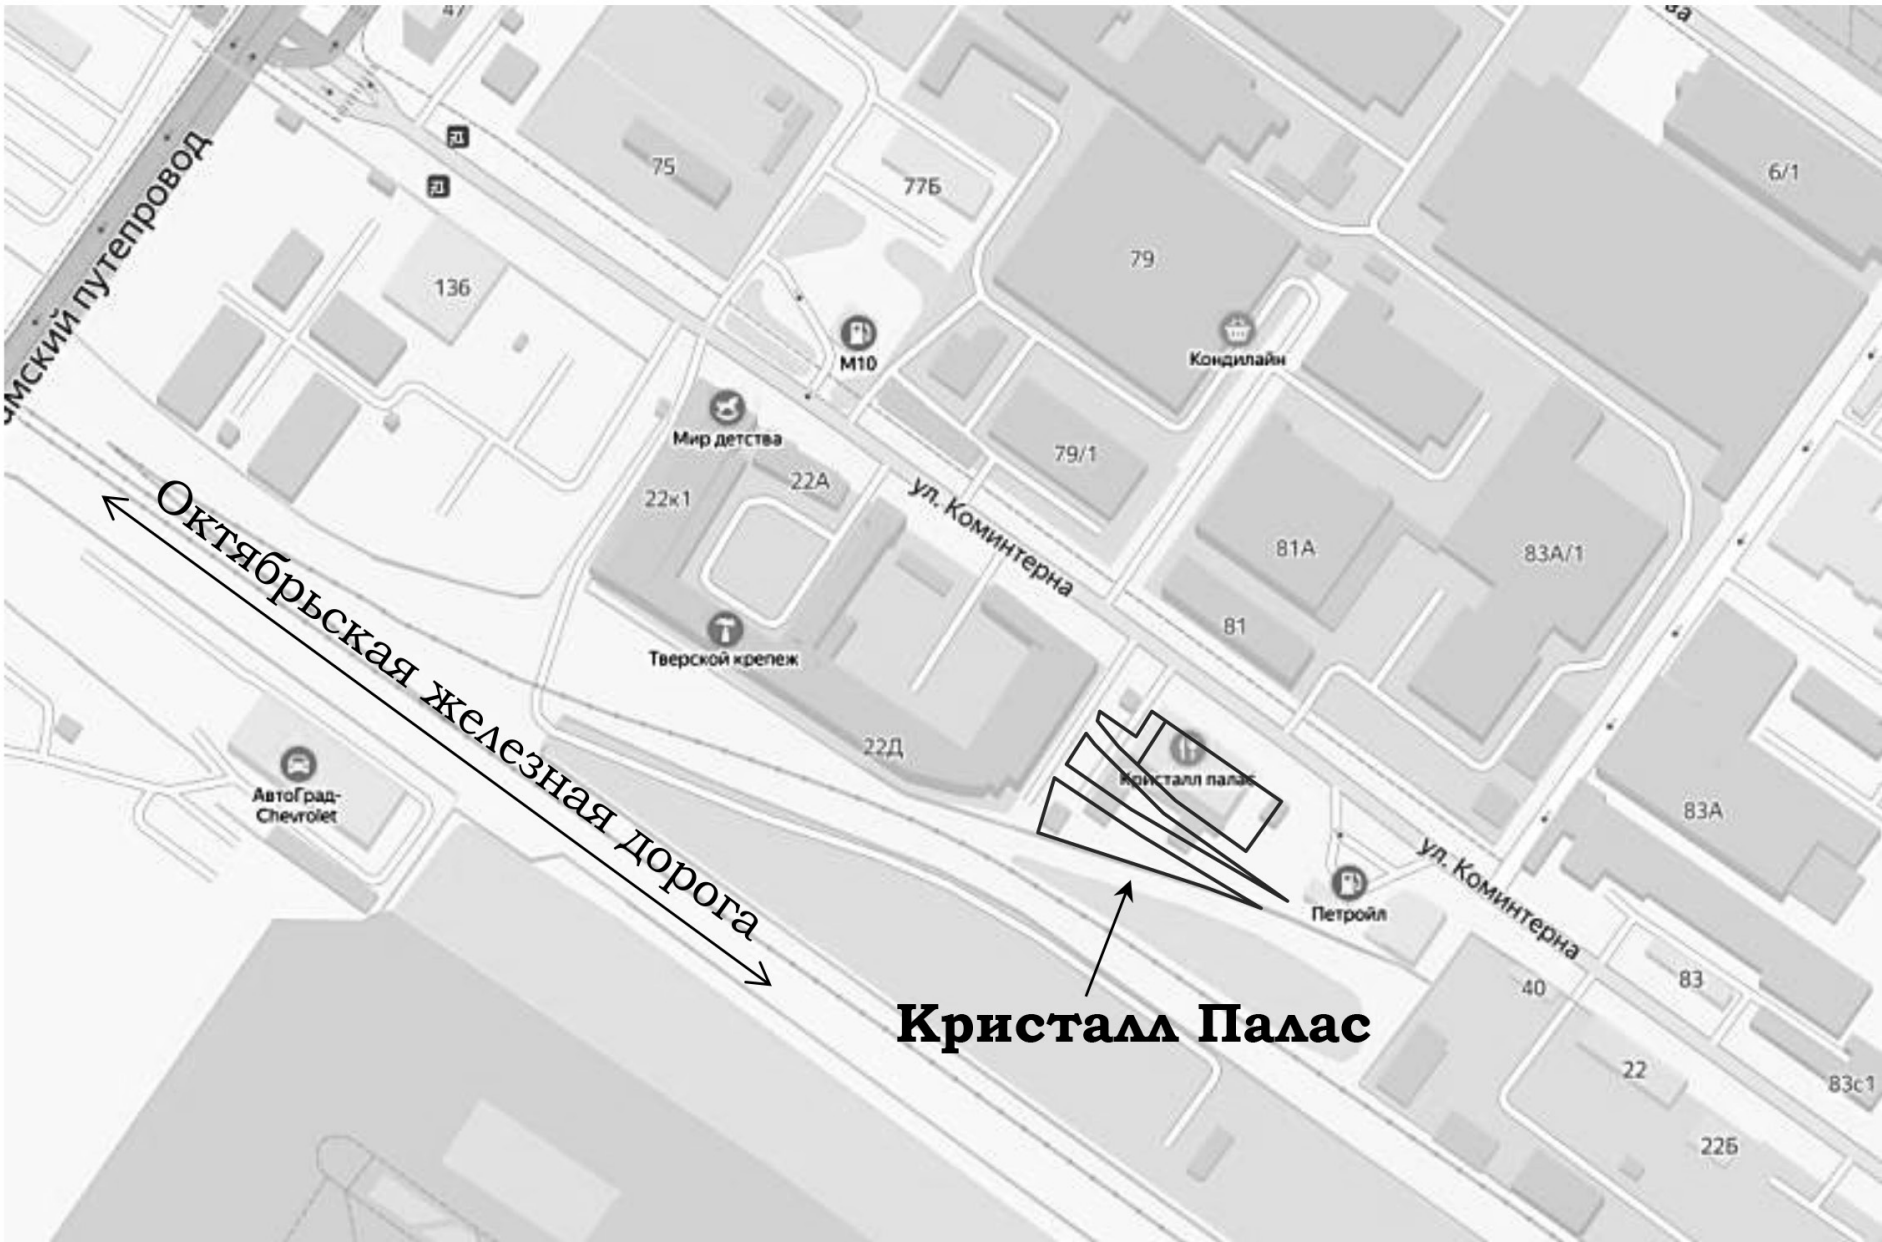 47
75
77Б
6/1
136
79
М10
Кондилайн
Мир детства
22к1
22А
79/1
ул. Коминтерна
81А
83А/1
81
Тверской крепеж
22Д
Октябрьская железная дорога
АвтоГрад-
Chevrolet
Кристалл палас
83А
ул. Коминтерна
Петройл
Кристалл Палас
40
83
22
83с1
22Б
путепровод